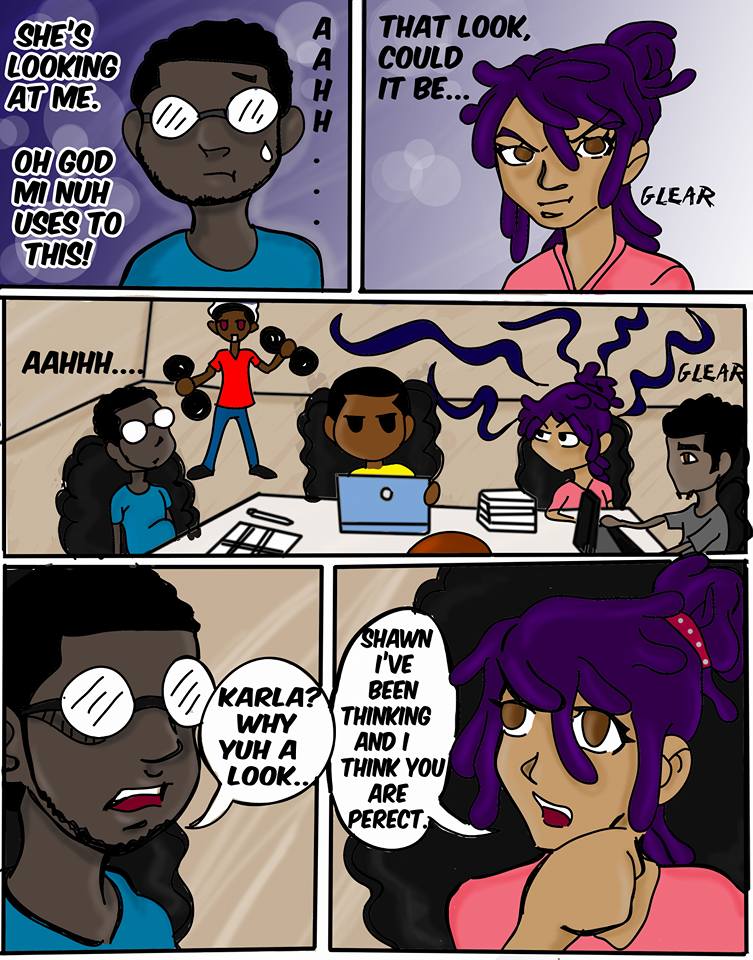 SHE'S
LOOKING
AT ME.
OH GOD
MI NUH
USES TO
THIS!
A
A
H
H
.
.
.
.
THAT LOOK,
COULD
IT BE...
GLEAR
AAHHH....
GLEAR
KARLA?
WHY
YUH A
LOOK..
SHAWN
I'VE
BEEN
THINKING
AND I
THINK YOU
ARE
PERECT.